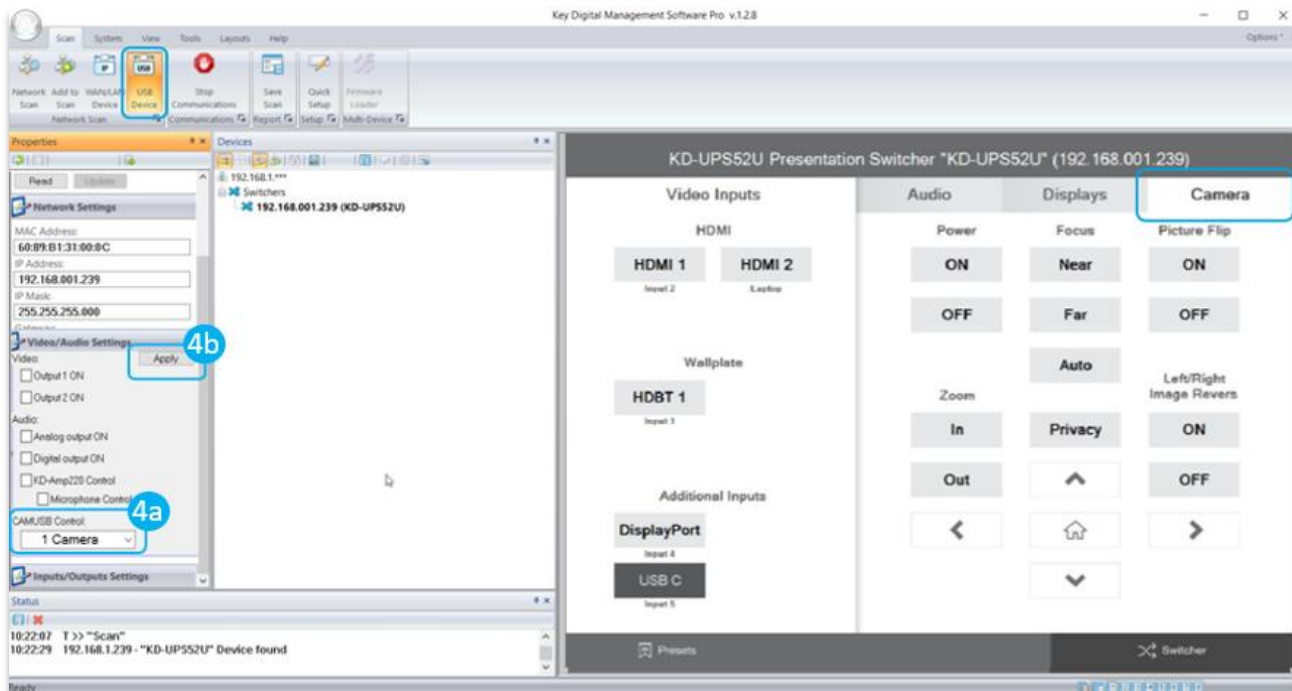 Key Digital Management Software Pro v.1.2.8
Scan System View Tools Layouts Help
Options
Network Scan
Add to Scan
WAN/LAN Device
USB Device
Stop Communications
Save Scan
Quick Setup
Firmware Loader
Network Scan
Communications
Report
Setup
Multi-Device
Properties
Read
Update
Network Settings
MAC Address:
60:89:B1:31:00:0C
IP Address:
192.168.001.239
IP Mask:
255.255.255.000
Gateway:
Video/Audio Settings
4b
Video:
Apply
Output 1 ON
Output 2 ON
Audio:
Analog output ON
Digital output ON
KD-Amp220 Control
Microphone Control
4a
CAMUSB Control:
1 Camera
Inputs/Outputs Settings
Devices
192.168.1.***
Switchers
192.168.001.239 (KD-UPS52U)
Status
10:22:07 T >> "Scan"
10:22:29 192.168.1.239 - "KD-UPS52U" Device found
Ready
KD-UPS52U Presentation Switcher "KD-UPS52U" (192.168.001.239)
Video Inputs
HDMI
HDMI 1
HDMI 2
Input 2
Laptop
Wallplate
HDBT 1
Input 3
Additional Inputs
DisplayPort
Input 4
USB C
Input 5
Audio
Displays
Camera
Power
Focus
Picture Flip
ON
Near
ON
OFF
Far
OFF
Auto
Zoom
Left/Right
Image Revers
In
Privacy
ON
Out
OFF
Presets
Switcher